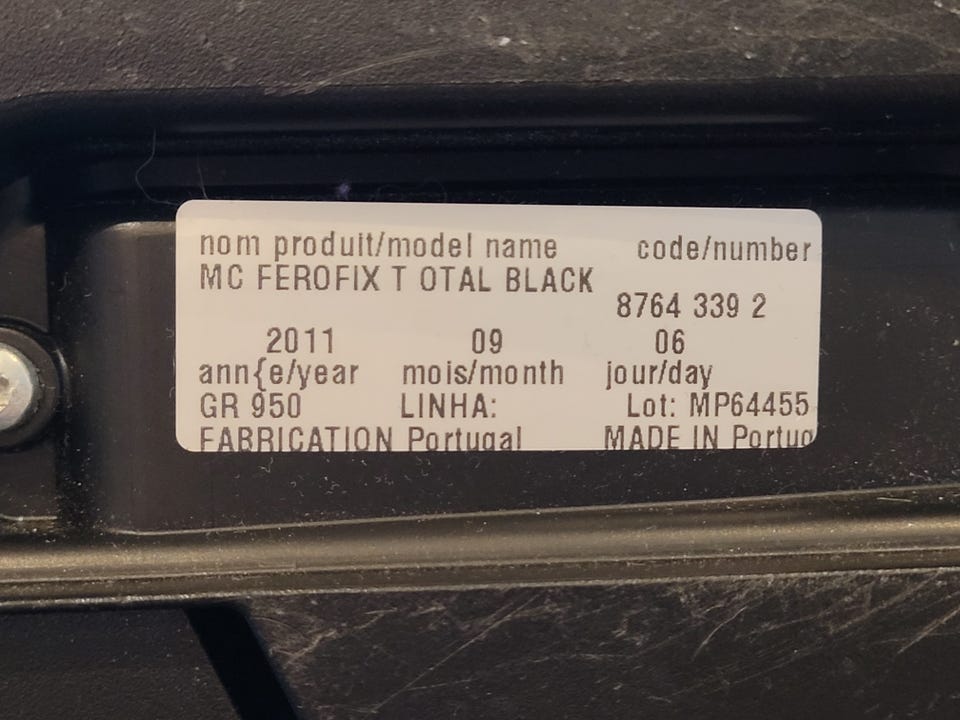 nom produit/model name code/number
MC FEROFIX T OTAL BLACK
8764 339 2
2011 09 06
ann{e/year mois/month jour/day
GR 950 LINHA: Lot: MP64455
FABRICATION Portugal MADE IN Portug